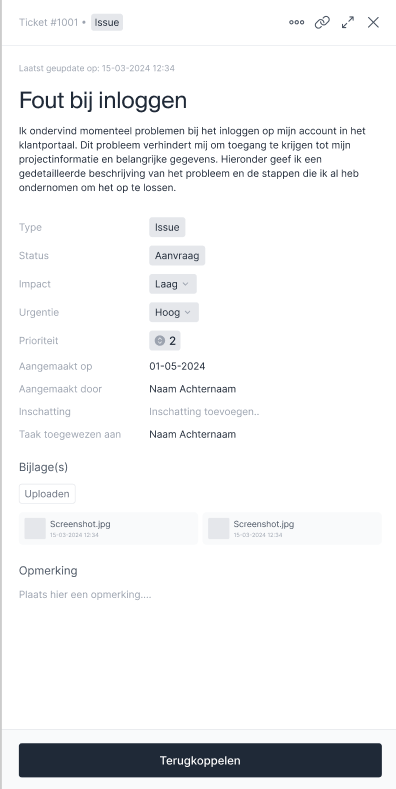 Ticket #1001 • Issue
Laatst geupdate op: 15-03-2024 12:34
Fout bij inloggen
Ik ondervind momenteel problemen bij het inloggen op mijn account in het
klantportaal. Dit probleem verhindert mij om toegang te krijgen tot mijn
projectinformatie en belangrijke gegevens. Hieronder geef ik een
gedetailleerde beschrijving van het probleem en de stappen die ik al heb
ondernomen om het op te lossen.
Type Issue
Status Aanvraag
Impact Laag
Urgentie Hoog
Prioriteit 2
Aangemaakt op 01-05-2024
Aangemaakt door Naam Achternaam
Inschatting Inschatting toevoegen..
Taak toegewezen aan Naam Achternaam
Bijlage(s)
Uploaden
Screenshot.jpg Screenshot.jpg
15-03-2024 12:34 15-03-2024 12:34
Opmerking
Plaats hier een opmerking....
Terugkoppelen